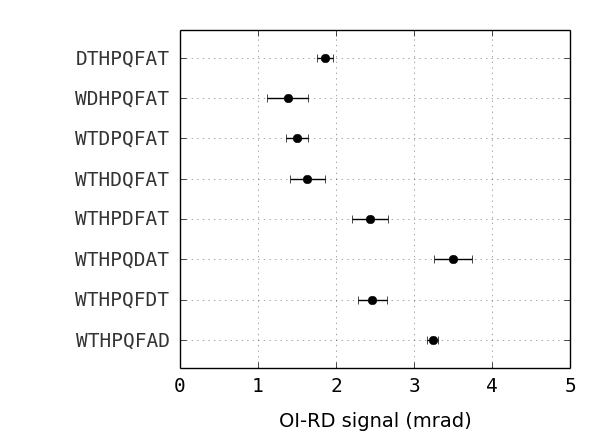 DTHPQFAT
WDHPQFAT
WTDPQFAT
WTHDQFAT
WTHPDFAT
WTHPQDAT
WTHPQFDT
WTHPQFAD
0 1 2 3 4 5
OI-RD signal (mrad)